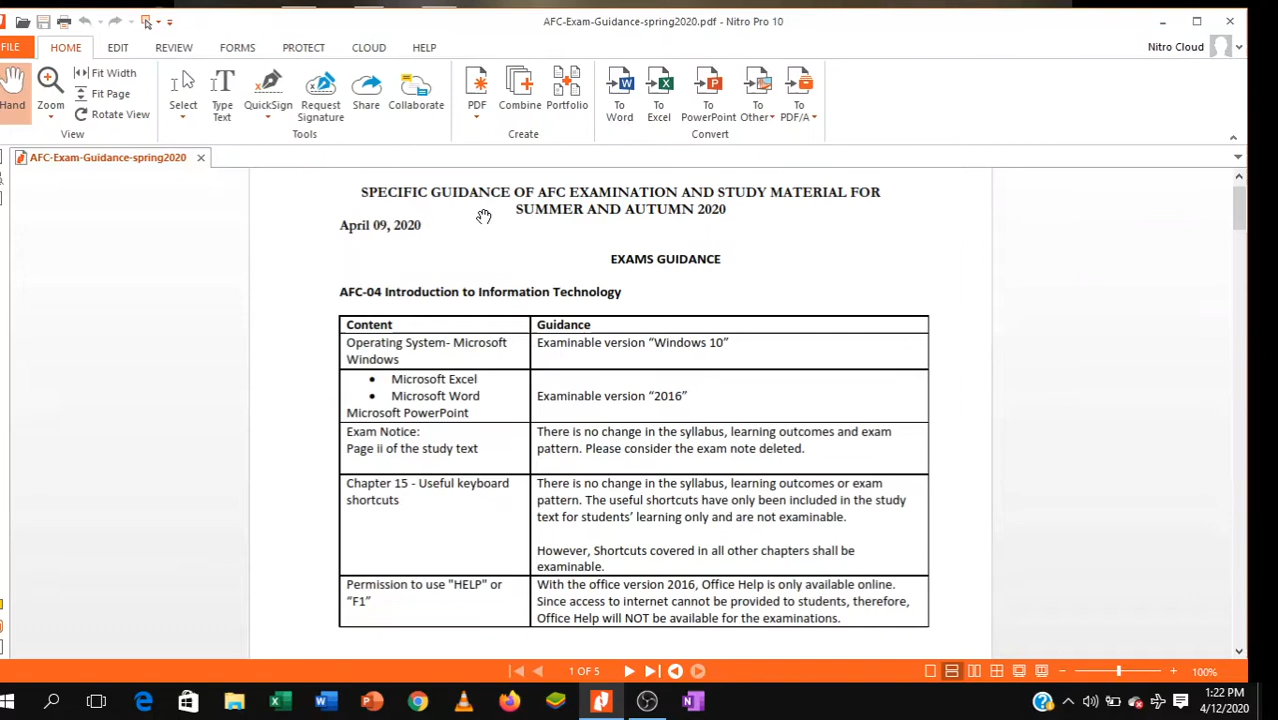 AFC-Exam-Guidance-spring2020.pdf - Nitro Pro 10
FILE HOME EDIT REVIEW FORMS PROTECT CLOUD HELP Nitro Cloud
Hand
Zoom
Fit Width
Fit Page
Rotate View
View
Select
Type Text
QuickSign
Request Signature
Share
Collaborate
Tools
PDF
Combine
Portfolio
Create
To Word
To Excel
To PowerPoint
To Other
To PDF/A
Convert
AFC-Exam-Guidance-spring2020
SPECIFIC GUIDANCE OF AFC EXAMINATION AND STUDY MATERIAL FOR
SUMMER AND AUTUMN 2020
April 09, 2020
EXAMS GUIDANCE
AFC-04 Introduction to Information Technology
Content Guidance
Operating System- Microsoft
Windows
Examinable version “Windows 10”
• Microsoft Excel
• Microsoft Word
Microsoft PowerPoint
Examinable version “2016”
Exam Notice:
Page ii of the study text
There is no change in the syllabus, learning outcomes and exam
pattern. Please consider the exam note deleted.
Chapter 15 - Useful keyboard
shortcuts
There is no change in the syllabus, learning outcomes or exam
pattern. The useful shortcuts have only been included in the study
text for students’ learning only and are not examinable.
However, Shortcuts covered in all other chapters shall be
examinable.
Permission to use "HELP" or
“F1”
With the office version 2016, Office Help is only available online.
Since access to internet cannot be provided to students, therefore,
Office Help will NOT be available for the examinations.
1 OF 5
100%
1:22 PM
4/12/2020